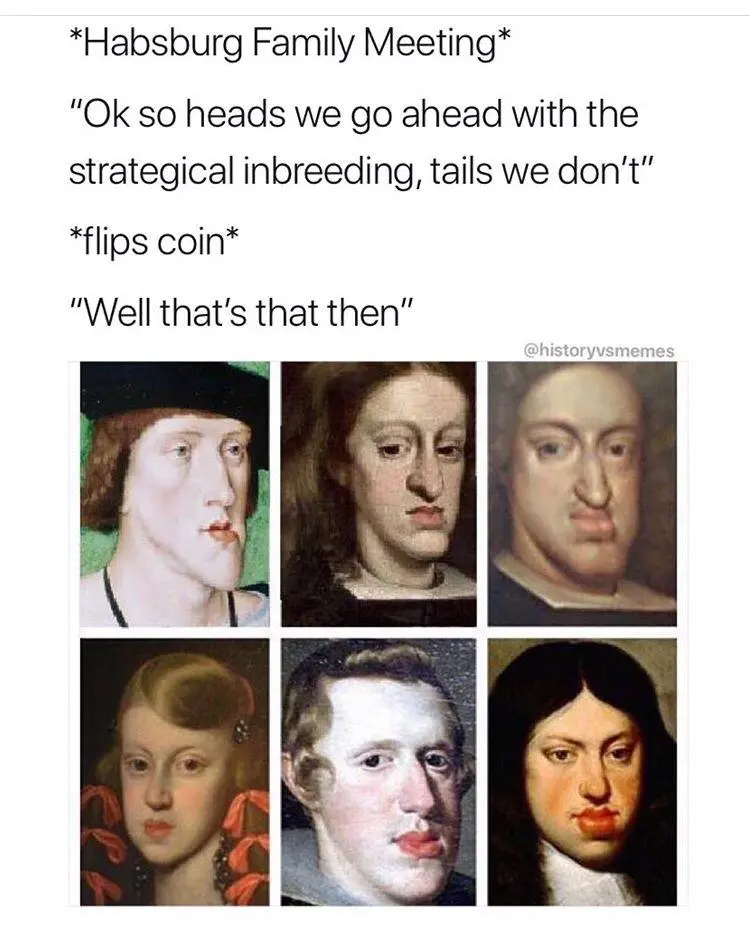 *Habsburg Family Meeting*
"Ok so heads we go ahead with the
strategical inbreeding, tails we don't"
*flips coin*
"Well that's that then"
@historyvsmemes